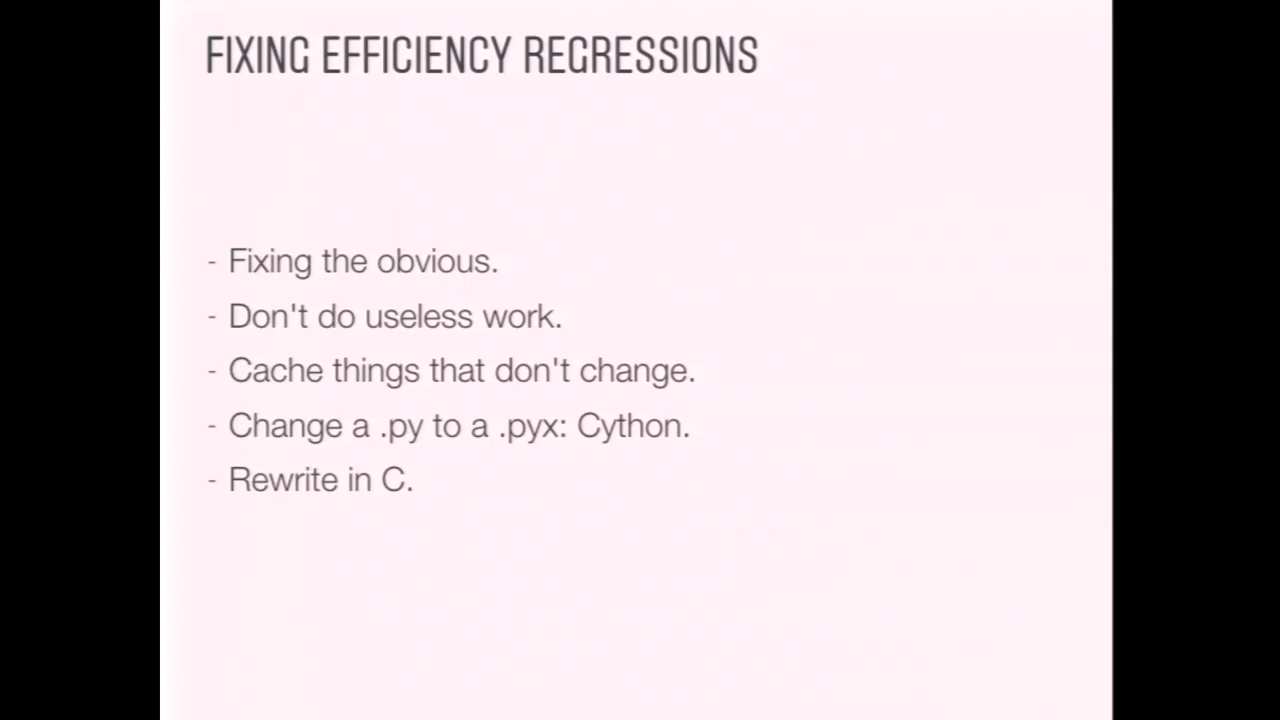 FIXING EFFICIENCY REGRESSIONS
- Fixing the obvious.
- Don't do useless work.
- Cache things that don't change.
- Change a .py to a .pyx: Cython.
- Rewrite in C.